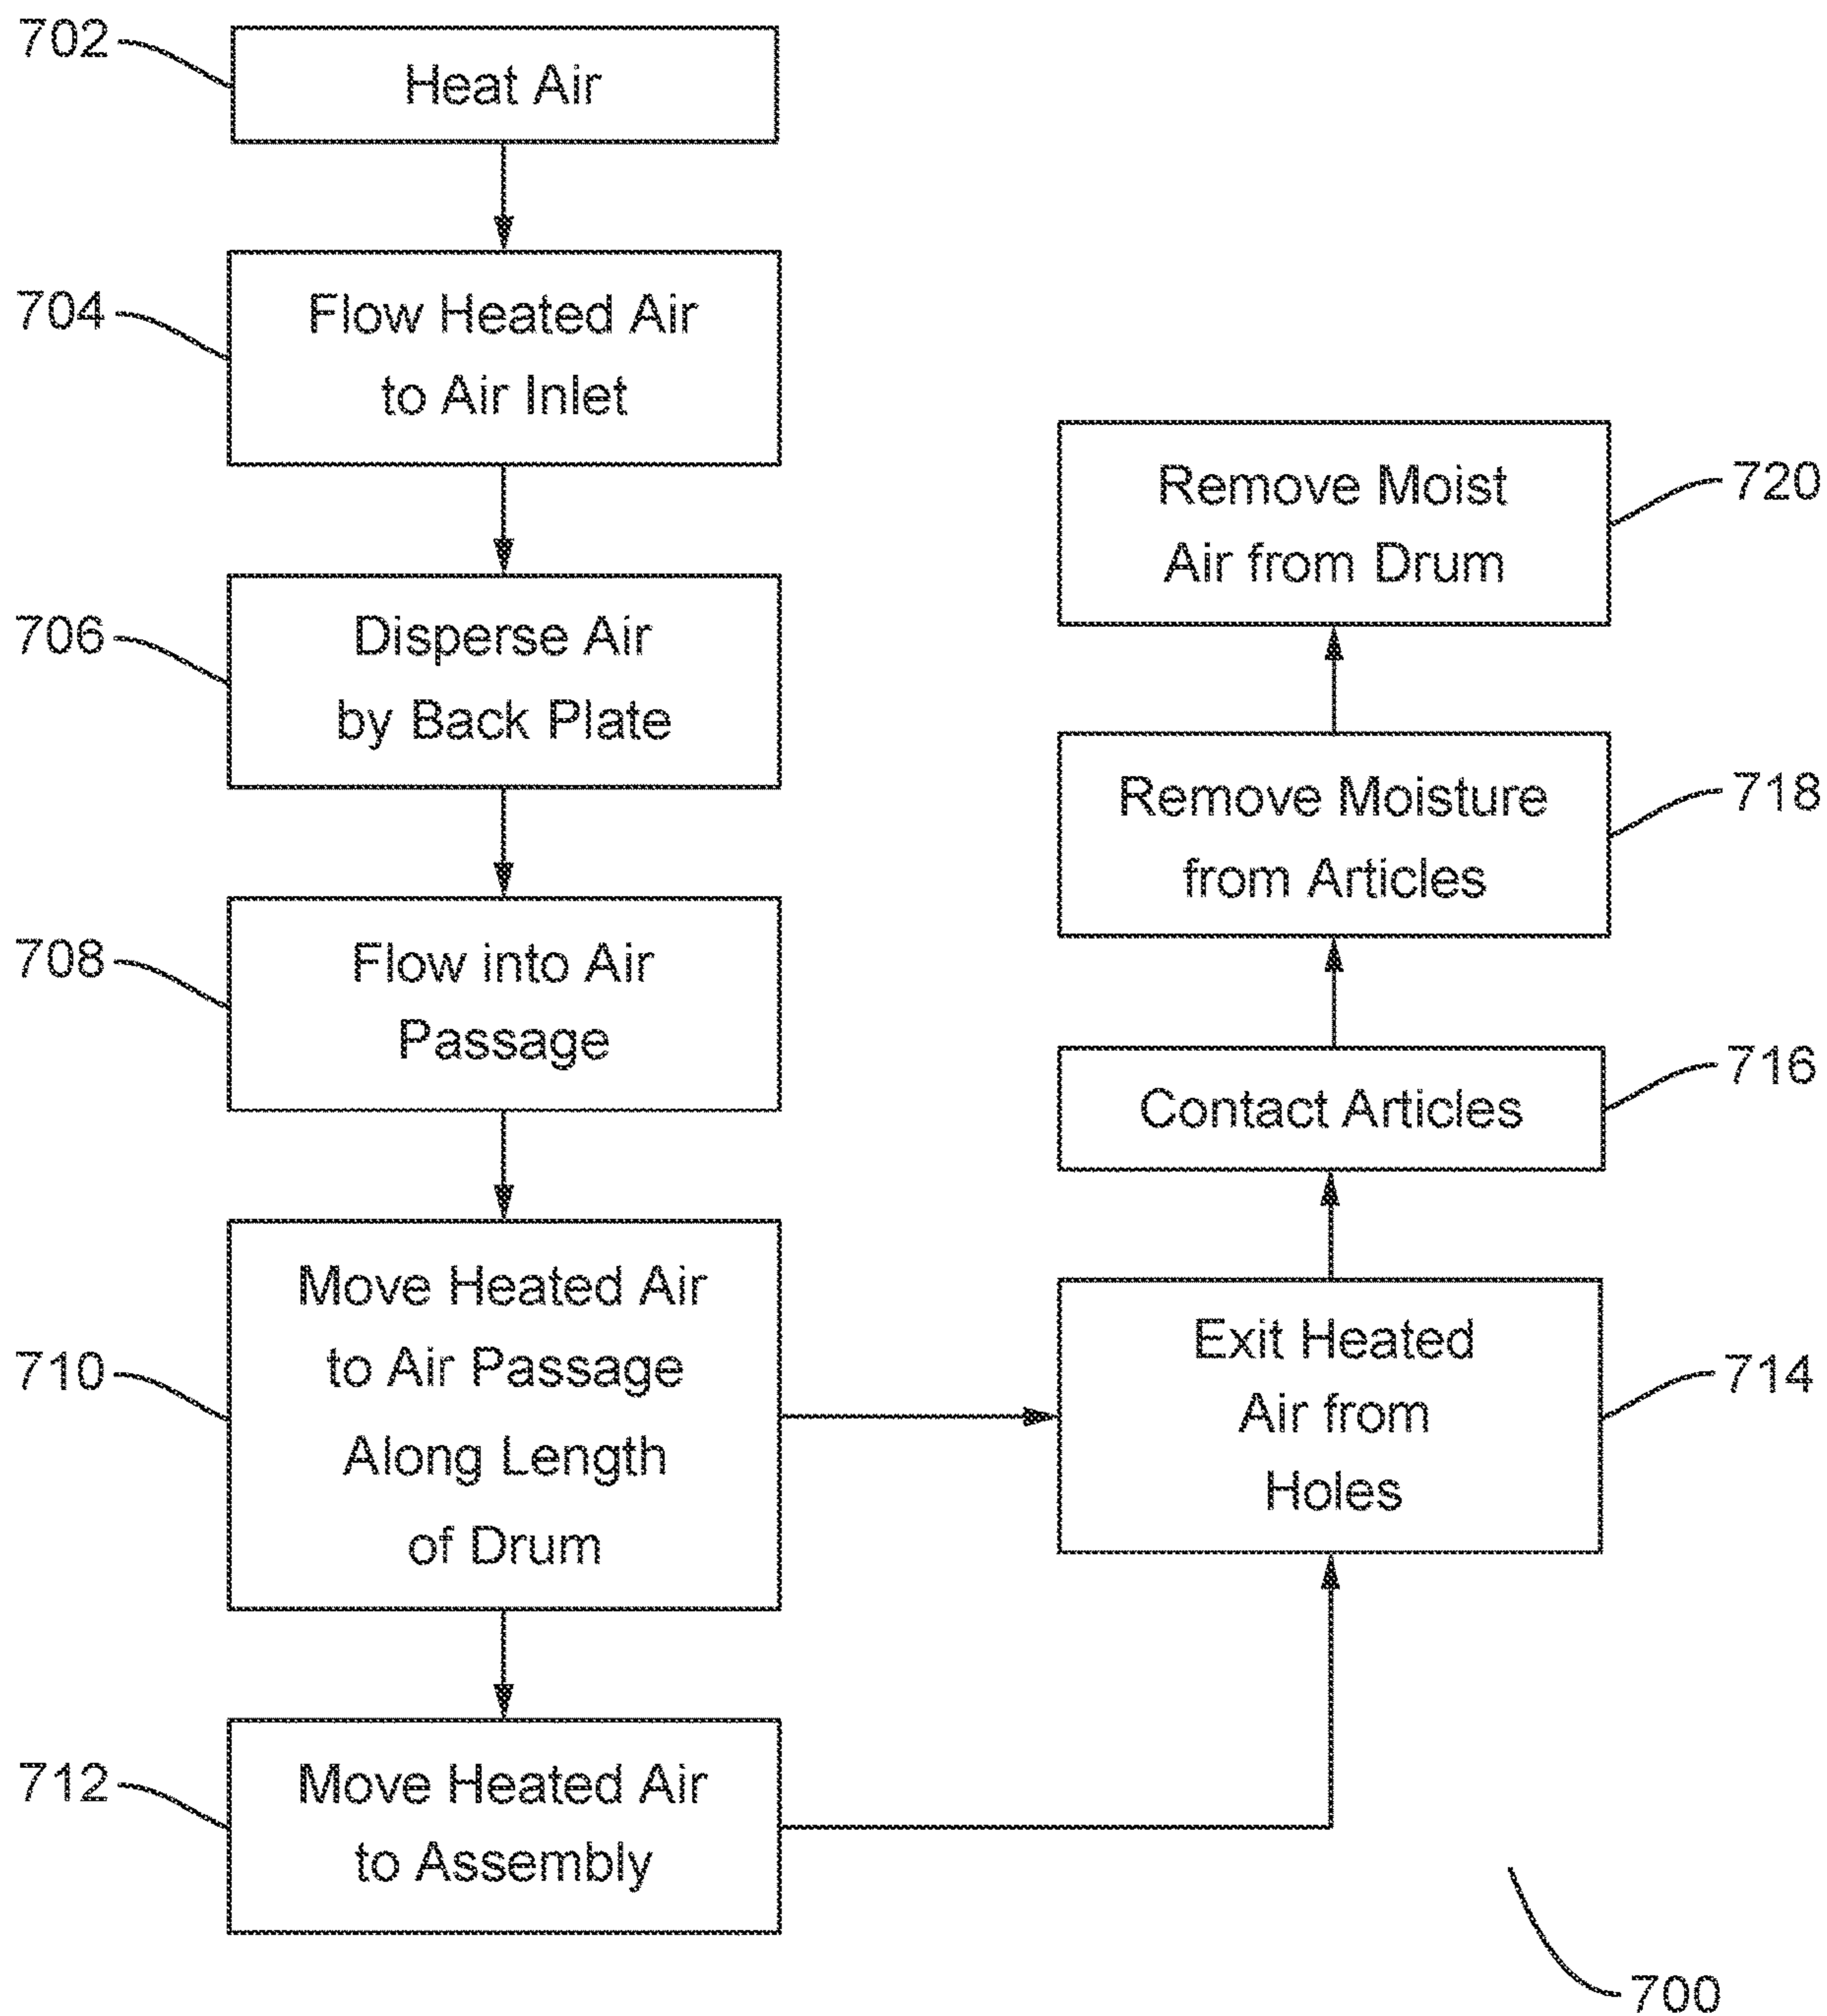 702
Heat Air
704
Flow Heated Air
to Air Inlet
706
Disperse Air
by Back Plate
708
Flow into Air
Passage
710
Move Heated Air
to Air Passage
Along Length
of Drum
712
Move Heated Air
to Assembly
720
Remove Moist
Air from Drum
718
Remove Moisture
from Articles
716
Contact Articles
714
Exit Heated
Air from
Holes
700